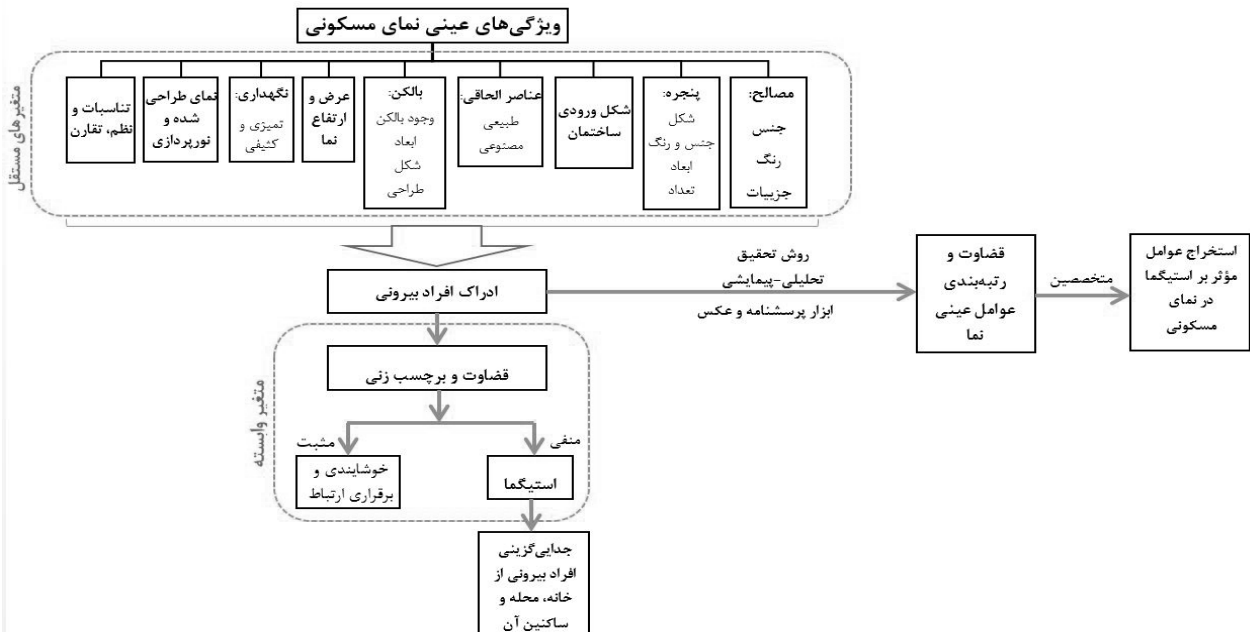 ویژگی‌های عینی نمای مسکونی
متغیرهای مستقل
مصالح:
جنس
رنگ
جزییات
پنجره:
شکل
جنس و رنگ
ابعاد
تعداد
شکل ورودی
ساختمان
عناصر الحاقی:
طبیعی
مصنوعی
بالکن:
وجود بالکن
ابعاد
شکل
طراحی
عرض و
ارتفاع
نما
نگهداری:
تمیزی و
کثیفی
نمای طراحی
شده و
نورپردازی
تناسبات و
نظم، تقارن
ادراک افراد بیرونی
روش تحقیق
تحلیلی-پیمایشی
ابزار پرسشنامه و عکس
قضاوت و
رتبه‌بندی
عوامل عینی
نما
متخصصین
استخراج عوامل
مؤثر بر استیگما
در نمای
مسکونی
متغیر وابسته
قضاوت و برچسب زنی
منفی
مثبت
استیگما
خوشایندی و
برقراری ارتباط
جدایی‌گزینی
افراد بیرونی از
خانه، محله و
ساکنین آن